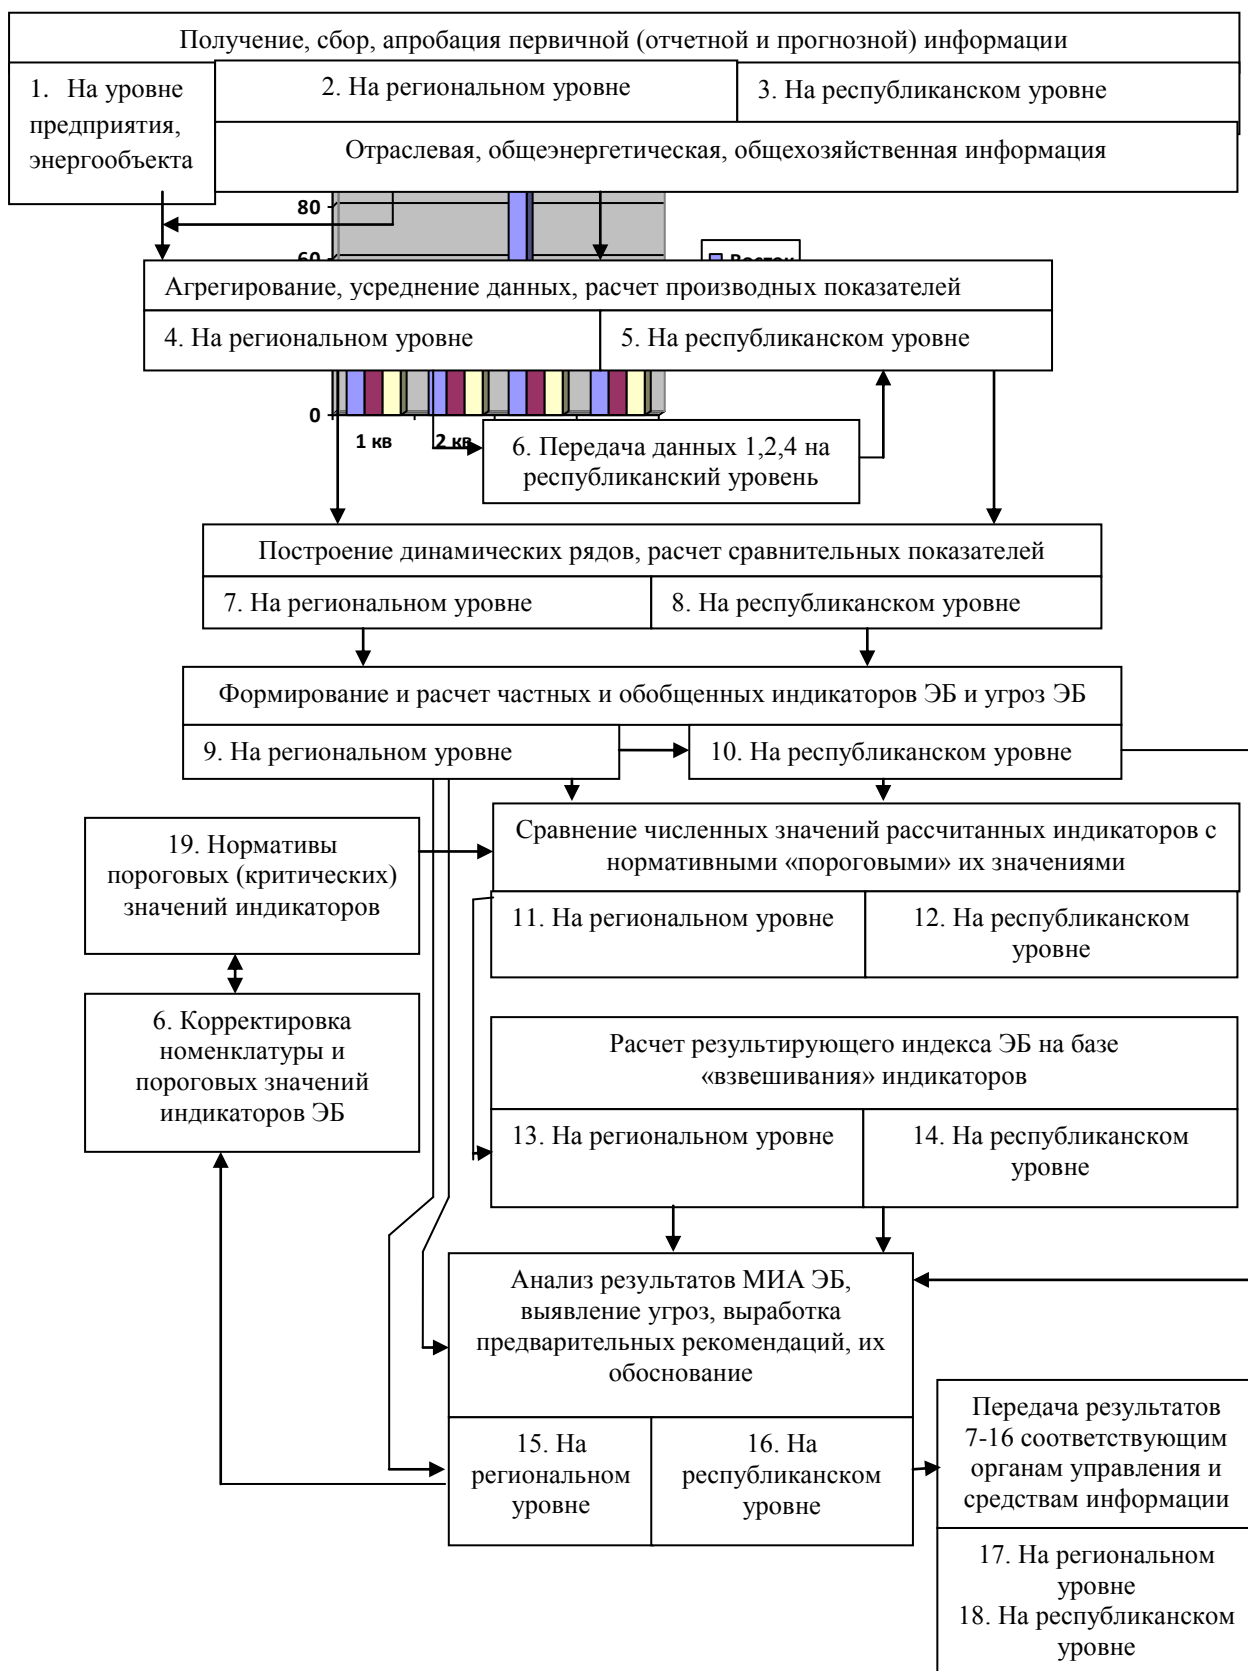 Получение, сбор, апробация первичной (отчетной и прогнозной) информации
1. На уровне
предприятия,
энергообъекта
2. На региональном уровне
3. На республиканском уровне
Отраслевая, общеэнергетическая, общехозяйственная информация
80
60
Восток
Агрегирование, усреднение данных, расчет производных показателей
4. На региональном уровне
5. На республиканском уровне
0
1 кв
2 кв
6. Передача данных 1,2,4 на
республиканский уровень
Построение динамических рядов, расчет сравнительных показателей
7. На региональном уровне
8. На республиканском уровне
Формирование и расчет частных и обобщенных индикаторов ЭБ и угроз ЭБ
9. На региональном уровне
10. На республиканском уровне
19. Нормативы
пороговых (критических)
значений индикаторов
Сравнение численных значений рассчитанных индикаторов с
нормативными «пороговыми» их значениями
11. На региональном уровне
12. На республиканском
уровне
6. Корректировка
номенклатуры и
пороговых значений
индикаторов ЭБ
Расчет результирующего индекса ЭБ на базе
«взвешивания» индикаторов
13. На региональном уровне
14. На республиканском
уровне
Анализ результатов МИА ЭБ,
выявление угроз, выработка
предварительных рекомендаций, их
обоснование
15. На
региональном
уровне
16. На
республиканском
уровне
Передача результатов
7-16 соответствующим
органам управления и
средствам информации
17. На региональном
уровне
18. На республиканском
уровне